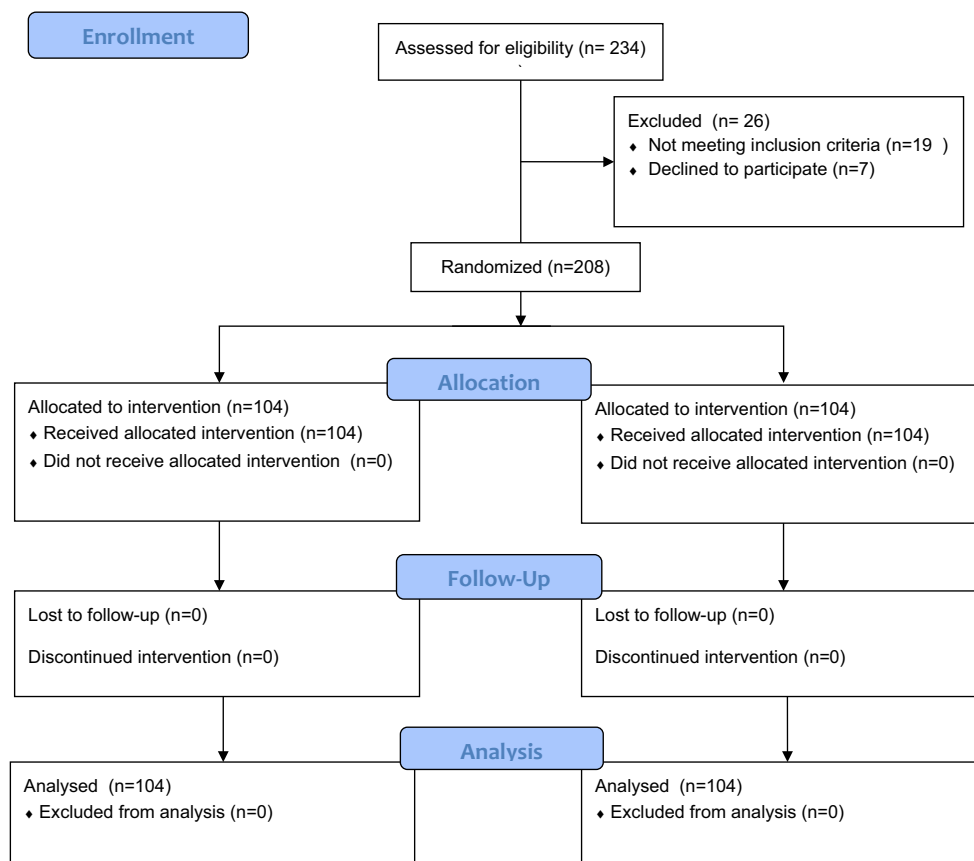 Enrollment
Assessed for eligibility (n= 234)
Excluded (n= 26)
♦ Not meeting inclusion criteria (n=19 )
♦ Declined to participate (n=7)
Randomized (n=208)
Allocation
Allocated to intervention (n=104)
♦ Received allocated intervention (n=104)
♦ Did not receive allocated intervention (n=0)
Allocated to intervention (n=104)
♦ Received allocated intervention (n=104)
♦ Did not receive allocated intervention (n=0)
Follow-Up
Lost to follow-up (n=0)
Discontinued intervention (n=0)
Lost to follow-up (n=0)
Discontinued intervention (n=0)
Analysis
Analysed (n=104)
♦ Excluded from analysis (n=0)
Analysed (n=104)
♦ Excluded from analysis (n=0)